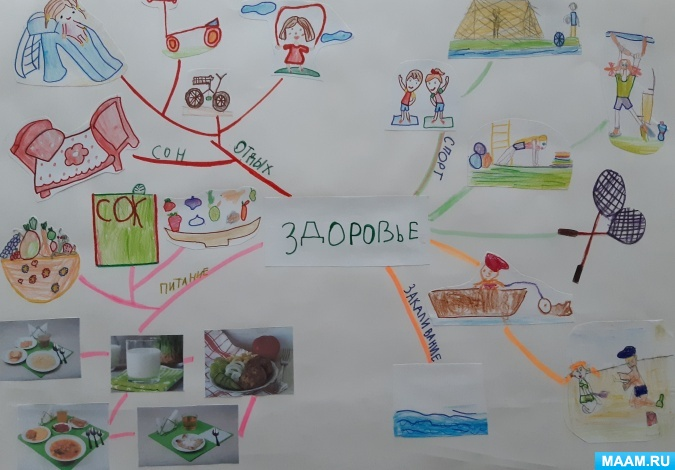 ОТДЫХ
СОН
СПОРТ
СОК
ЗДОРОВЬЕ
ПИТАНИЕ
ЗАКАЛИВАНИЕ
MAAM.RU